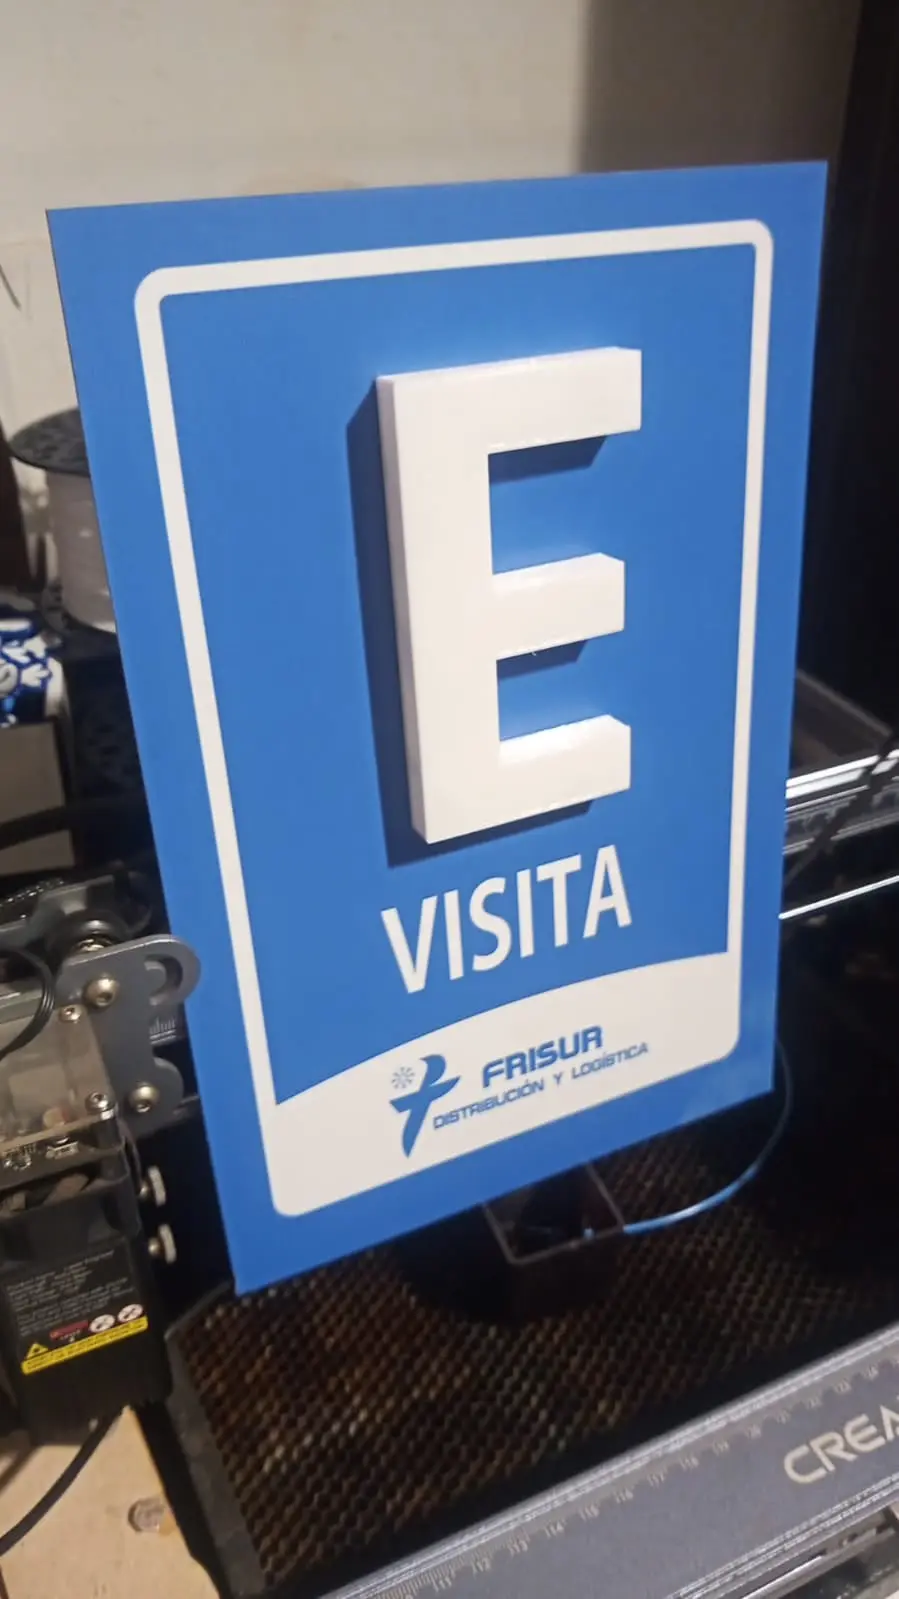 E
VISITA
FRISUR
DISTRIBUCIÓN Y LOGÍSTICA
CREA